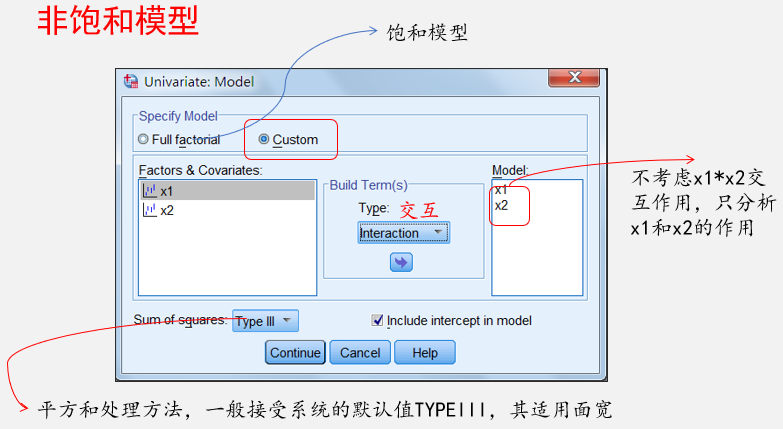 非饱和模型
饱和模型
Univariate: Model
Specify Model
Full factorial
Custom
Factors & Covariates:
x1
x2
Build Term(s)
Type: 交互
Interaction
Model:
x1
x2
不考虑x1*x2交
互作用，只分析
x1和x2的作用
Sum of squares: Type III
Include intercept in model
Continue Cancel Help
平方和处理方法，一般接受系统的默认值TYPEIII，其适用面宽